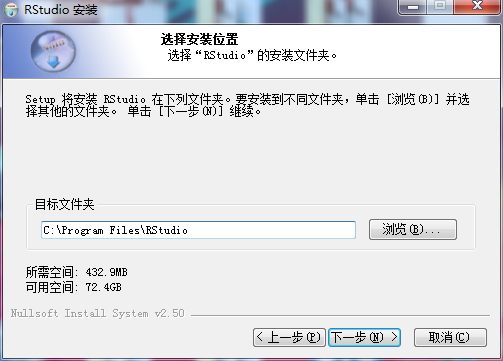 RStudio 安装
选择安装位置
选择“RStudio”的安装文件夹。
Setup 将安装 RStudio 在下列文件夹。要安装到不同文件夹，单击 [浏览(B)] 并选
择其他的文件夹。 单击 [下一步(N)] 继续。
目标文件夹
C:\Program Files\RStudio
浏览(B)...
所需空间: 432.9MB
可用空间: 72.4GB
Nullsoft Install System v2.50
< 上一步(P)
下一步(N) >
取消(C)